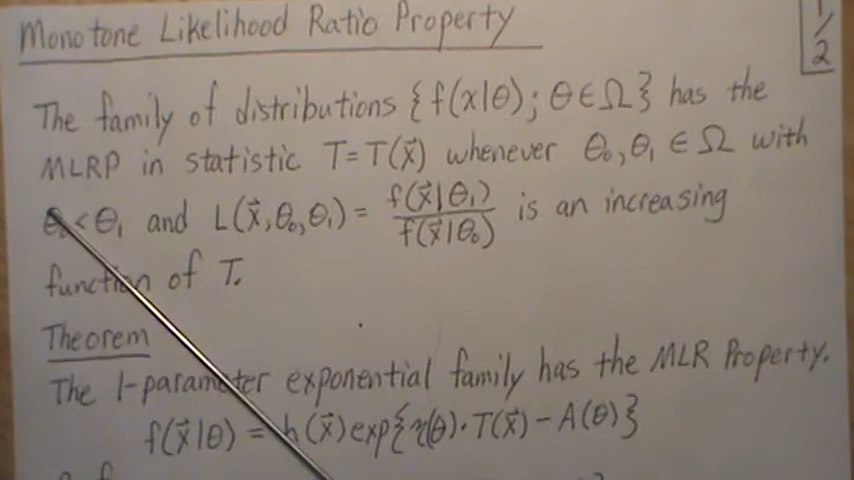 Monotone Likelihood Ratio Property
1/2
The family of distributions {f(x|θ); θ∈Ω} has the
MLRP in statistic T=T(x⃗) whenever θ₀,θ₁ ∈ Ω with
θ₀<θ₁ and L(x⃗,θ₀,θ₁) = f(x⃗|θ₁)/f(x⃗|θ₀) is an increasing
function of T.
Theorem
The 1-parameter exponential family has the MLR Property.
f(x⃗|θ) = h(x⃗)exp{η(θ)·T(x⃗) - A(θ)}